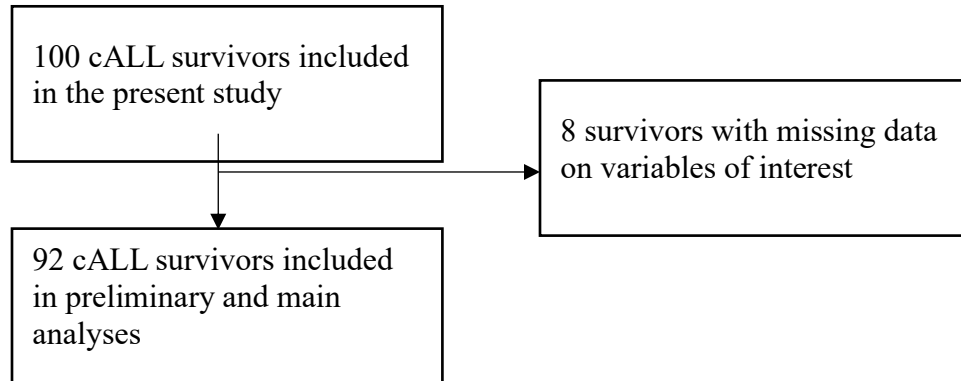 100 cALL survivors included
in the present study
8 survivors with missing data
on variables of interest
92 cALL survivors included
in preliminary and main
analyses